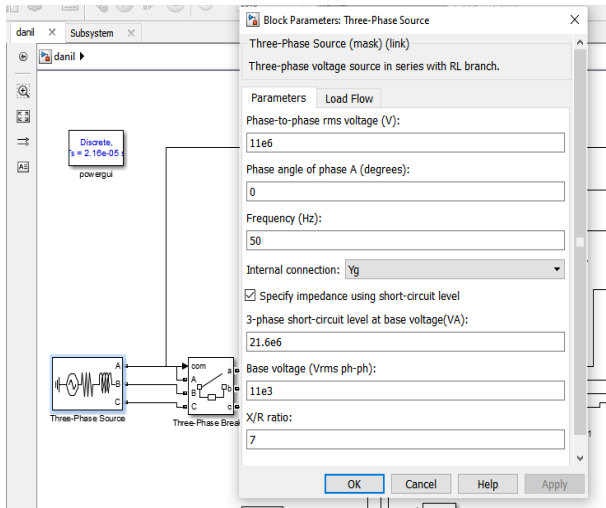 danil
Subsystem
danil
Discrete,
s = 2.16e-05 s
powergui
A
B
C
Three-Phase Source
com
A
B
C
a
b
c
Three-Phase Break
Block Parameters: Three-Phase Source
Three-Phase Source (mask) (link)
Three-phase voltage source in series with RL branch.
Parameters Load Flow
Phase-to-phase rms voltage (V):
11e6
Phase angle of phase A (degrees):
0
Frequency (Hz):
50
Internal connection: Yg
Specify impedance using short-circuit level
3-phase short-circuit level at base voltage(VA):
21.6e6
Base voltage (Vrms ph-ph):
11e3
X/R ratio:
7
OK Cancel Help Apply